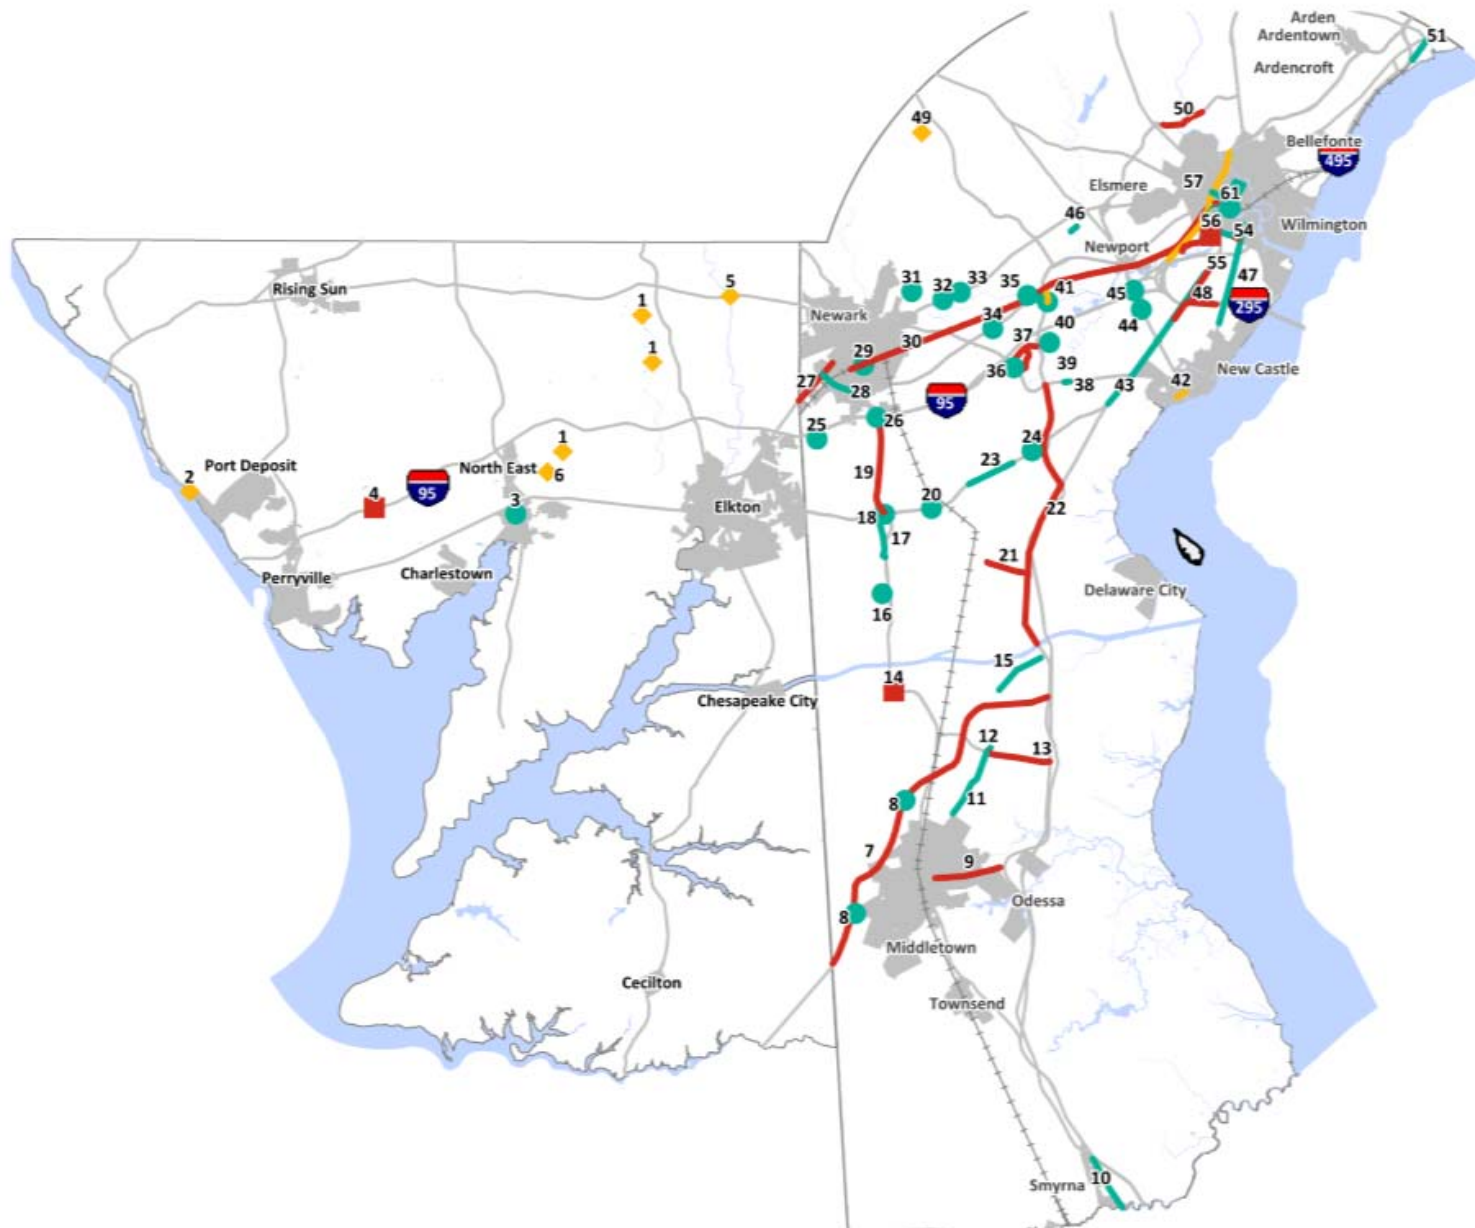 Arden
Ardentown
51
Ardencroft
50
49
Bellefonte
495
Elsmere
57
61
46
56
54
Wilmington
Newport
55
47
5
31
32
33
35
41
45
48
295
Rising Sun
1
Newark
34
40
44
37
30
29
1
36
39
New Castle
27
28
38
43
42
95
26
25
1
24
Port Deposit
North East
6
23
2
4
95
19
3
Elkton
20
22
18
17
21
Charlestown
Perryville
Delaware City
16
15
14
Chesapeake City
12
13
8
11
7
9
Odessa
8
Middletown
Cecilton
Townsend
Smyrna
10